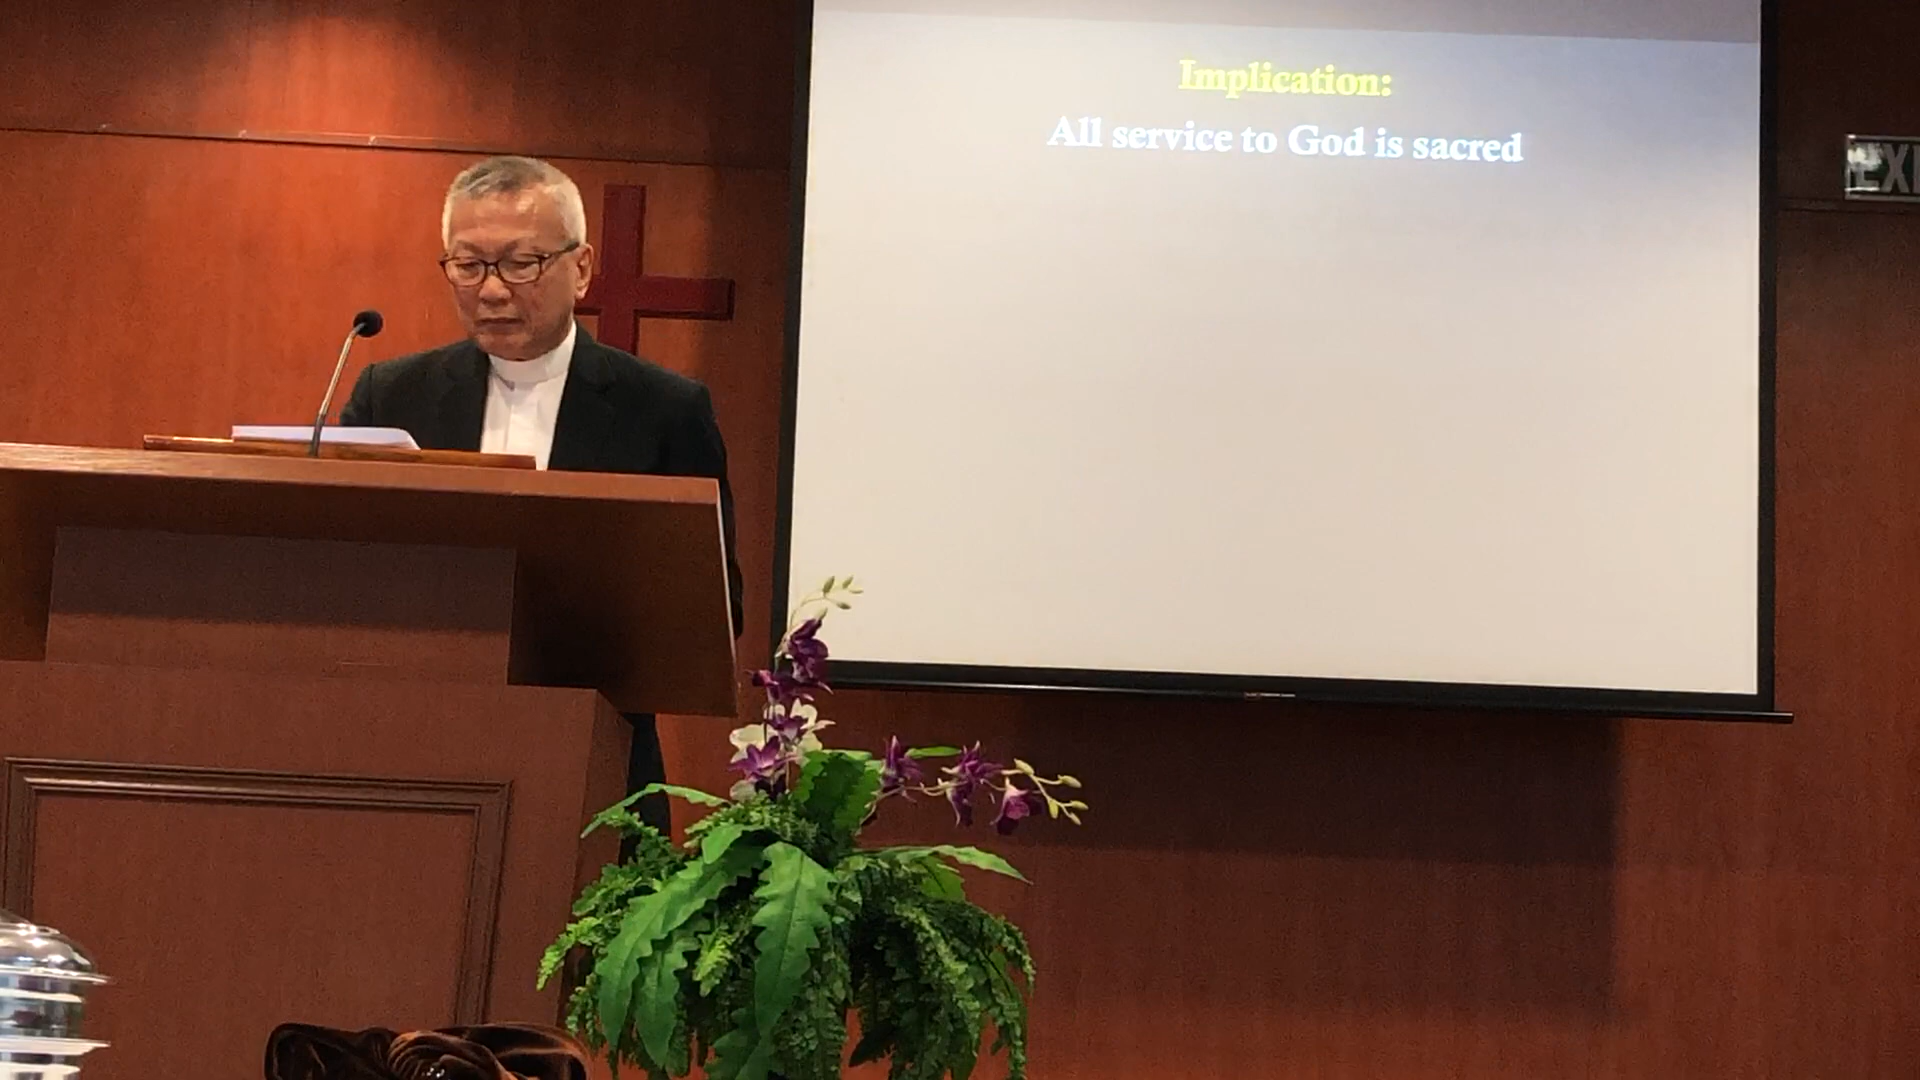 Implication:
All service to God is sacred